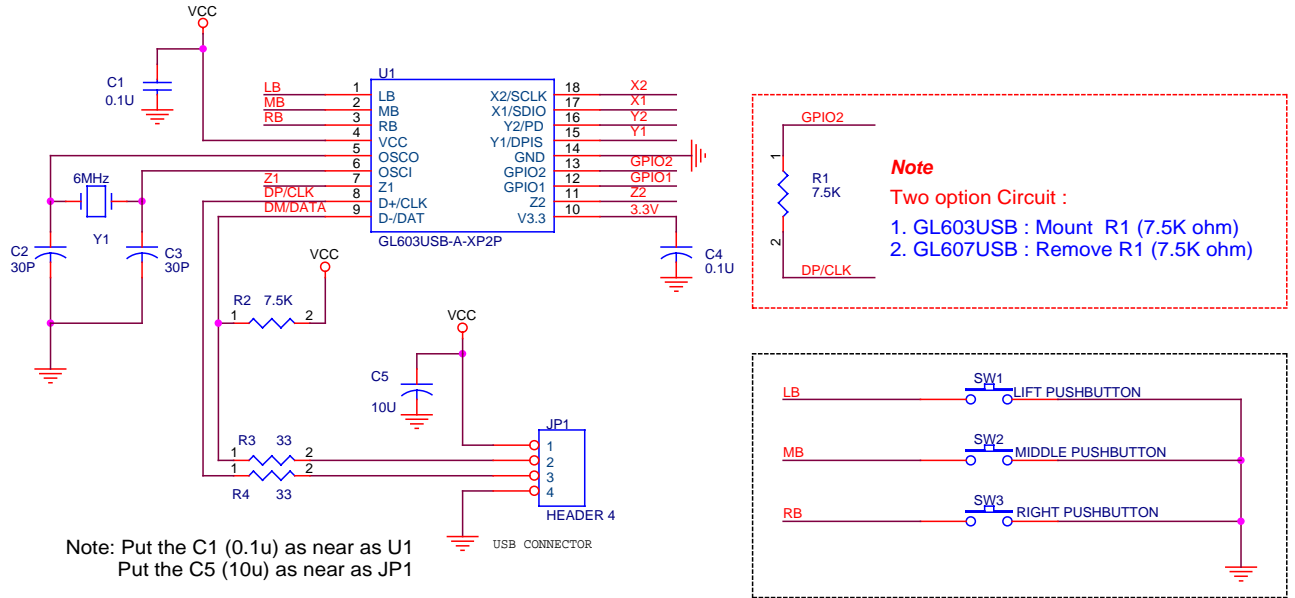 VCC
C1
0.1U
LB
MB
RB
1
2
3
4
5
6
7
8
9
U1
LB
MB
RB
VCC
OSCO
OSCI
Z1
D+/CLK
D-/DAT
X2/SCLK
X1/SDIO
Y2/PD
Y1/DPIS
GND
GPIO2
GPIO1
Z2
V3.3
GL603USB-A-XP2P
18
17
16
15
14
13
12
11
10
X2
X1
Y2
Y1
GPIO2
GPIO1
Z2
3.3V
Z1
DP/CLK
DM/DATA
6MHz
Y1
C2
30P
C3
30P
C4
0.1U
VCC
R2 7.5K
1 2
VCC
C5
10U
R3 33
1 2
1 2
R4 33
JP1
1
2
3
4
HEADER 4
USB CONNECTOR
Note: Put the C1 (0.1u) as near as U1
Put the C5 (10u) as near as JP1
GPIO2
1
R1
7.5K
2
DP/CLK
Note
Two option Circuit :
1. GL603USB : Mount R1 (7.5K ohm)
2. GL607USB : Remove R1 (7.5K ohm)
LB
SW1
LIFT PUSHBUTTON
MB
SW2
MIDDLE PUSHBUTTON
RB
SW3
RIGHT PUSHBUTTON